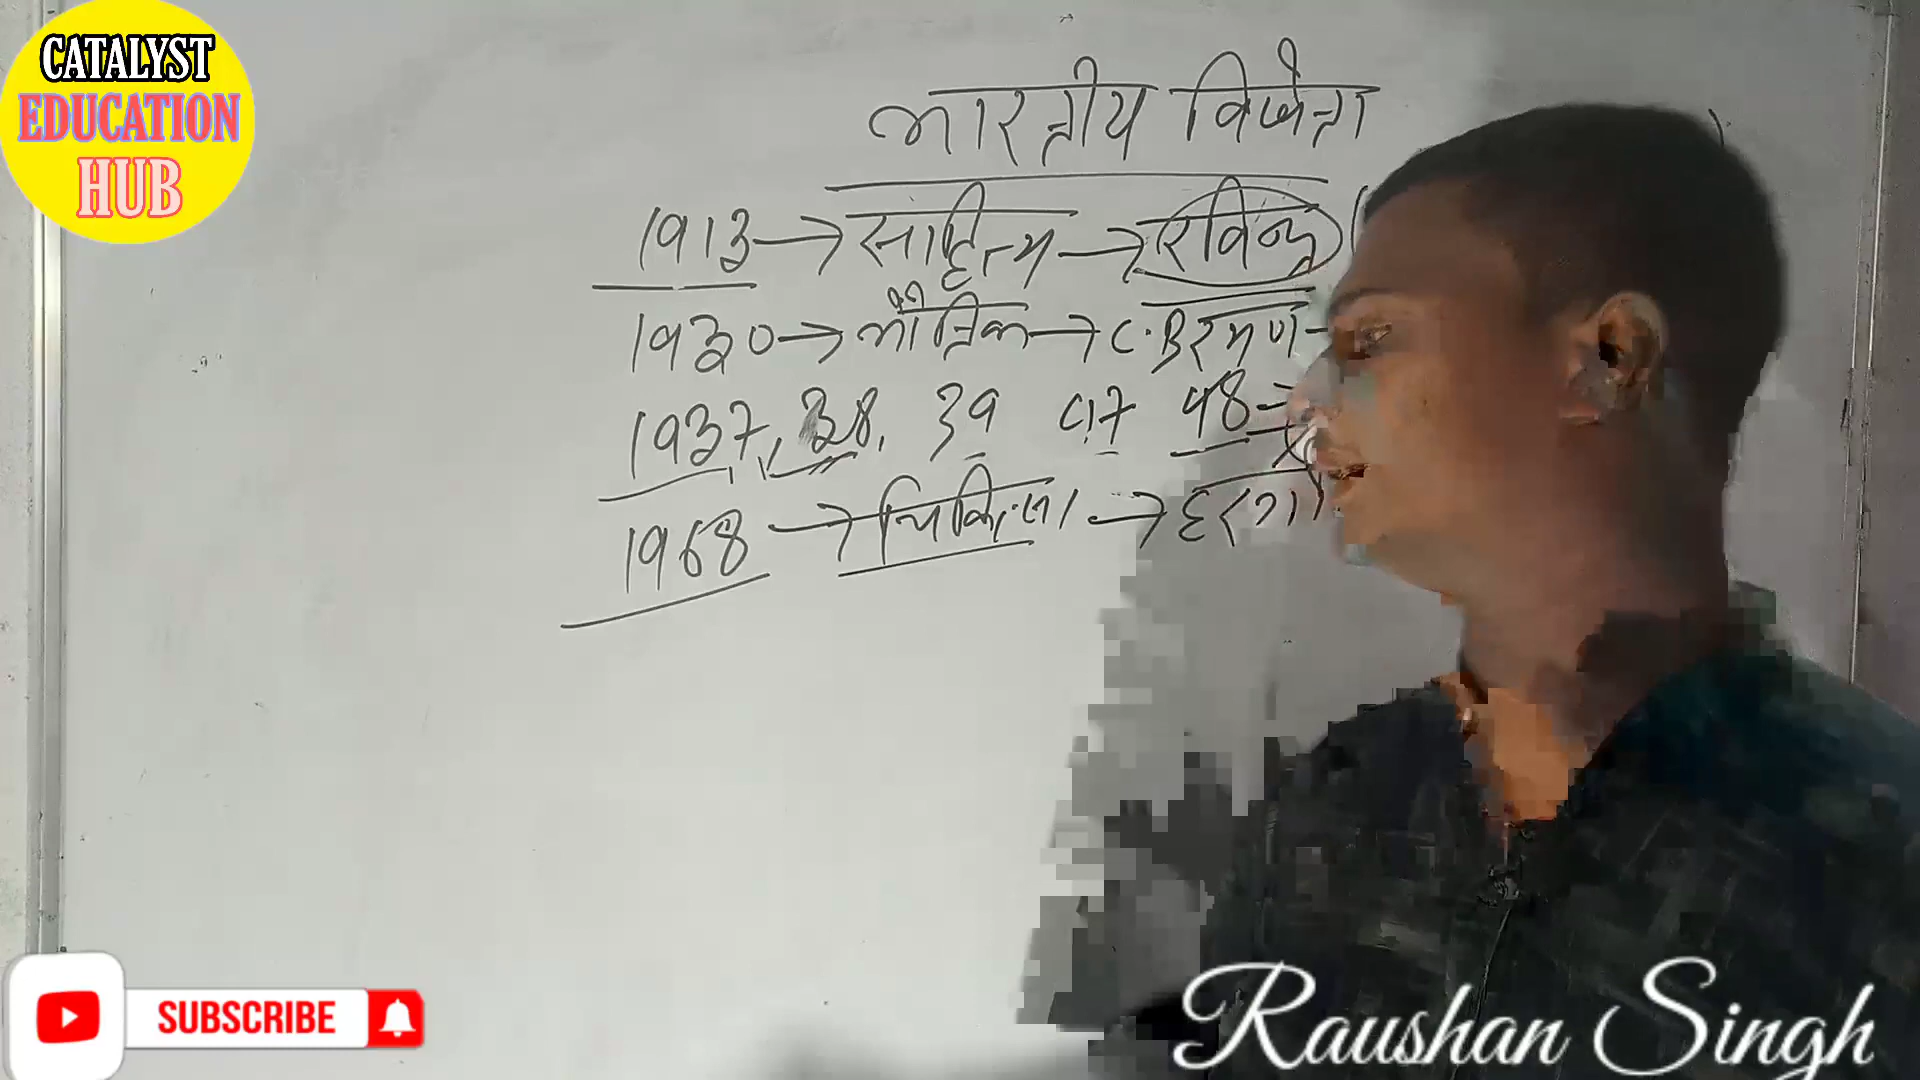 CATALYST
EDUCATION
HUB
भारतीय विजेता
1913 → साहित्य → रविन्द्र (
1930 → भौतिक → C.B रमण -
की
1937, 38, 39 47 48 =
1968 → चिकित्सा → हरगो
SUBSCRIBE
Raushan Singh